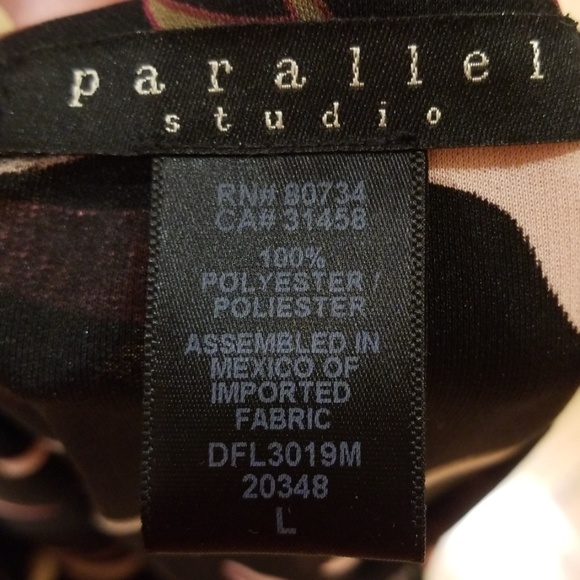 parallel
studio
RN# 80734
CA# 31458
100%
POLYESTER /
POLIESTER
ASSEMBLED IN
MEXICO OF
IMPORTED
FABRIC
DFL3019M
20348
L